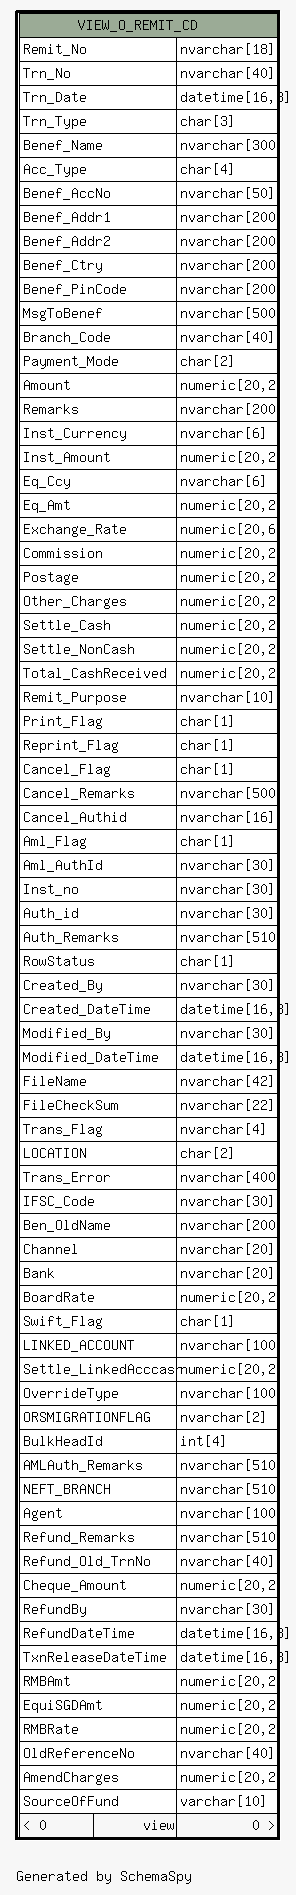 VIEW_O_REMIT_CD
Remit_No nvarchar[18]
Trn_No nvarchar[40]
Trn_Date datetime[16,3]
Trn_Type char[3]
Benef_Name nvarchar[300
Acc_Type char[4]
Benef_AccNo nvarchar[50]
Benef_Addr1 nvarchar[200
Benef_Addr2 nvarchar[200
Benef_Ctry nvarchar[200
Benef_PinCode nvarchar[200
MsgToBenef nvarchar[500
Branch_Code nvarchar[40]
Payment_Mode char[2]
Amount numeric[20,2
Remarks nvarchar[200
Inst_Currency nvarchar[6]
Inst_Amount numeric[20,2
Eq_Ccy nvarchar[6]
Eq_Amt numeric[20,2
Exchange_Rate numeric[20,6
Commission numeric[20,2
Postage numeric[20,2
Other_Charges numeric[20,2
Settle_Cash numeric[20,2
Settle_NonCash numeric[20,2
Total_CashReceived numeric[20,2
Remit_Purpose nvarchar[10]
Print_Flag char[1]
Reprint_Flag char[1]
Cancel_Flag char[1]
Cancel_Remarks nvarchar[500
Cancel_Authid nvarchar[16]
Aml_Flag char[1]
Aml_AuthId nvarchar[30]
Inst_no nvarchar[30]
Auth_id nvarchar[30]
Auth_Remarks nvarchar[510
RowStatus char[1]
Created_By nvarchar[30]
Created_DateTime datetime[16,3]
Modified_By nvarchar[30]
Modified_DateTime datetime[16,3]
FileName nvarchar[42]
FileCheckSum nvarchar[22]
Trans_Flag nvarchar[4]
LOCATION char[2]
Trans_Error nvarchar[400
IFSC_Code nvarchar[30]
Ben_OldName nvarchar[200
Channel nvarchar[20]
Bank nvarchar[20]
BoardRate numeric[20,2
Swift_Flag char[1]
LINKED_ACCOUNT nvarchar[100
Settle_LinkedAcccas numeric[20,2
OverrideType nvarchar[100
ORSMIGRATIONFLAG nvarchar[2]
BulkHeadId int[4]
AMLAuth_Remarks nvarchar[510
NEFT_BRANCH nvarchar[510
Agent nvarchar[100
Refund_Remarks nvarchar[510
Refund_Old_TrnNo nvarchar[40]
Cheque_Amount numeric[20,2
RefundBy nvarchar[30]
RefundDateTime datetime[16,3]
TxnReleaseDateTime datetime[16,3]
RMBAmt numeric[20,2
EquiSGDAmt numeric[20,2
RMBRate numeric[20,2
OldReferenceNo nvarchar[40]
AmendCharges numeric[20,2
SourceOfFund varchar[10]
< 0 view 0 >
Generated by SchemaSpy